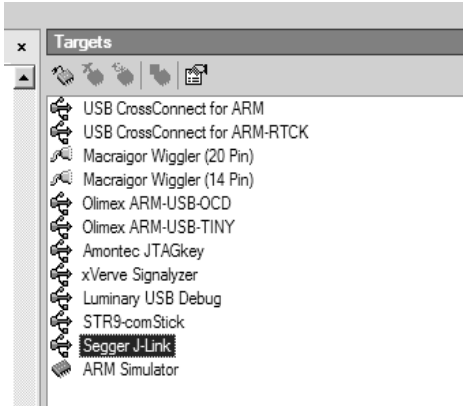 Targets
USB CrossConnect for ARM
USB CrossConnect for ARM-RTCK
Macraigor Wiggler (20 Pin)
Macraigor Wiggler (14 Pin)
Olimex ARM-USB-OCD
Olimex ARM-USB-TINY
Amontec JTAGkey
xVerve Signalyzer
Luminary USB Debug
STR9-comStick
Segger J-Link
ARM Simulator